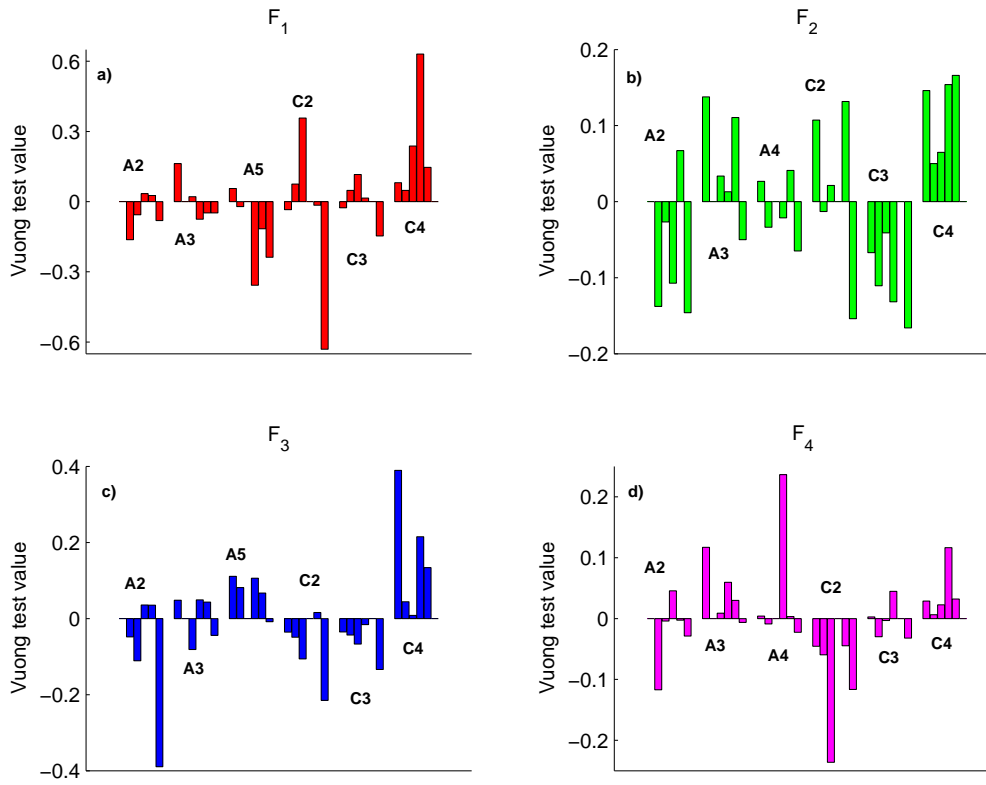 F1
a)
Vuong test value
0.6
0.3
0
−0.3
−0.6
A2
A3
A5
C2
C3
C4
F2
b)
Vuong test value
0.2
0.1
0
−0.1
−0.2
A2
A3
A4
C2
C3
C4
F3
c)
Vuong test value
0.4
0.2
0
−0.2
−0.4
A2
A3
A5
C2
C3
C4
F4
d)
Vuong test value
0.2
0.1
0
−0.1
−0.2
A2
A3
A4
C2
C3
C4